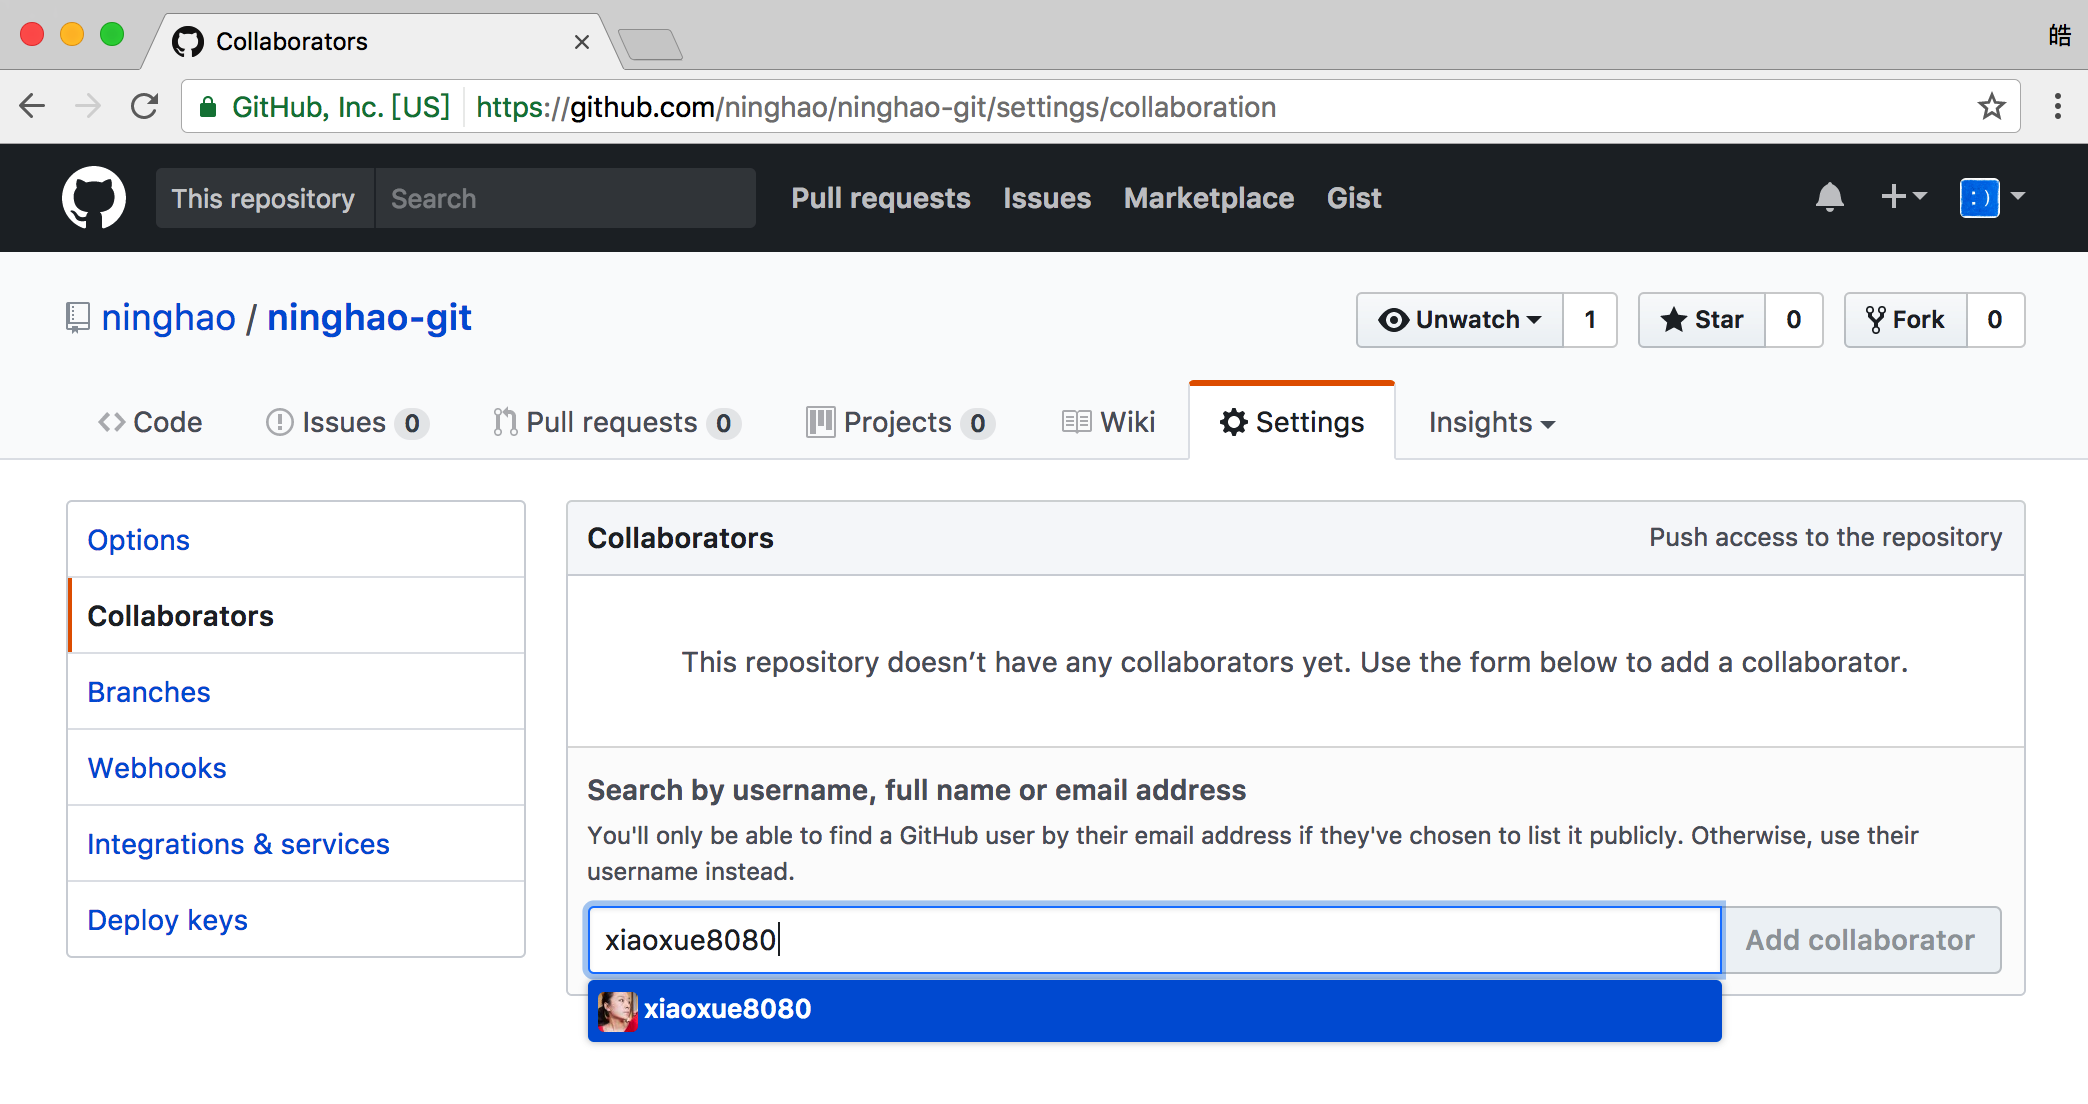 Collaborators
皓
GitHub, Inc. [US] https://github.com/ninghao/ninghao-git/settings/collaboration
This repository Search Pull requests Issues Marketplace Gist :)
ninghao / ninghao-git Unwatch 1 Star 0 Fork 0
Code Issues 0 Pull requests 0 Projects 0 Wiki Settings Insights
Options
Collaborators
Branches
Webhooks
Integrations & services
Deploy keys
Collaborators Push access to the repository
This repository doesn’t have any collaborators yet. Use the form below to add a collaborator.
Search by username, full name or email address
You'll only be able to find a GitHub user by their email address if they've chosen to list it publicly. Otherwise, use their
username instead.
xiaoxue8080 Add collaborator
xiaoxue8080